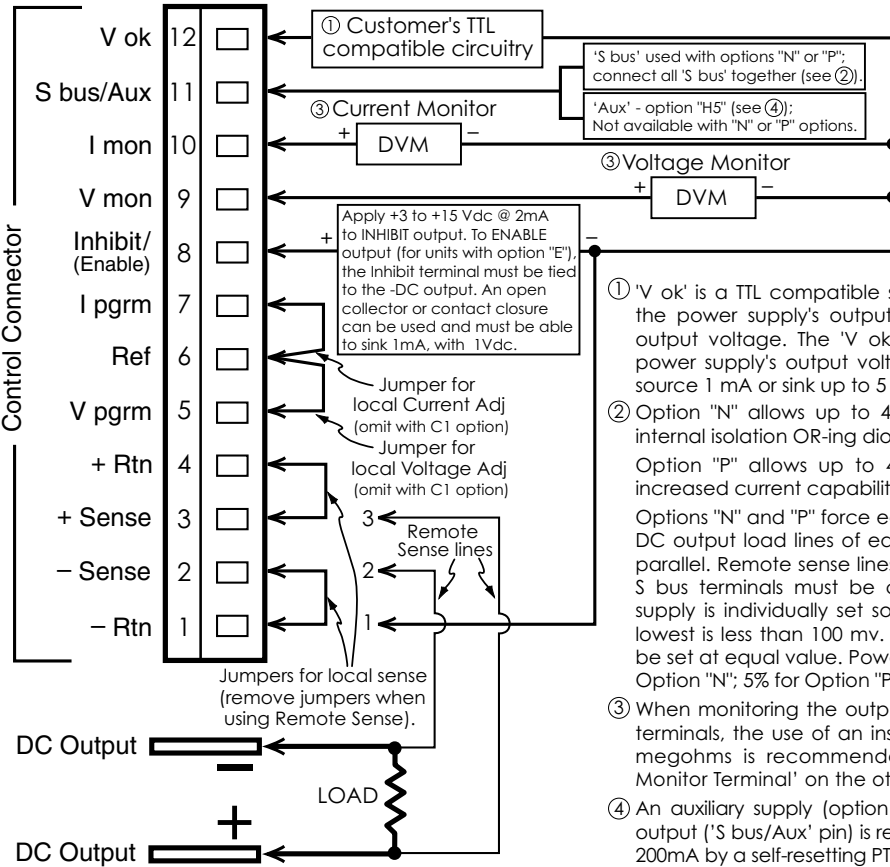 Control Connector
V ok 12
S bus/Aux 11
I mon 10
V mon 9
Inhibit/
(Enable) 8
I pgrm 7
Ref 6
V pgrm 5
+ Rtn 4
+ Sense 3
– Sense 2
– Rtn 1
① Customer's TTL
compatible circuitry
'S bus' used with options "N" or "P";
connect all 'S bus' together (see ②).
'Aux' - option "H5" (see ④);
Not available with "N" or "P" options.
③ Current Monitor
+ DVM –
③ Voltage Monitor
+ DVM –
Apply +3 to +15 Vdc @ 2mA
to INHIBIT output. To ENABLE
output (for units with option "E"),
the Inhibit terminal must be tied
to the -DC output. An open
collector or contact closure
can be used and must be able
to sink 1mA, with 1Vdc.
+ –
Jumper for
local Current Adj
(omit with C1 option)
Jumper for
local Voltage Adj
(omit with C1 option)
3
2
1
Remote
Sense lines
Jumpers for local sense
(remove jumpers when
using Remote Sense).
DC Output
–
LOAD
+
DC Output
① 'V ok' is a TTL compatible s
the power supply's output
output voltage. The 'V ok
power supply's output volt
source 1 mA or sink up to 5
② Option "N" allows up to 4
internal isolation OR-ing dio
Option "P" allows up to 4
increased current capabilit
Options "N" and "P" force e
DC output load lines of ec
parallel. Remote sense line
S bus terminals must be c
supply is individually set so
lowest is less than 100 mv.
be set at equal value. Powe
Option "N"; 5% for Option "P
③ When monitoring the outp
terminals, the use of an ins
megohms is recommende
Monitor Terminal' on the ot
④ An auxiliary supply (option
output ('S bus/Aux' pin) is re
200mA by a self-resetting PT